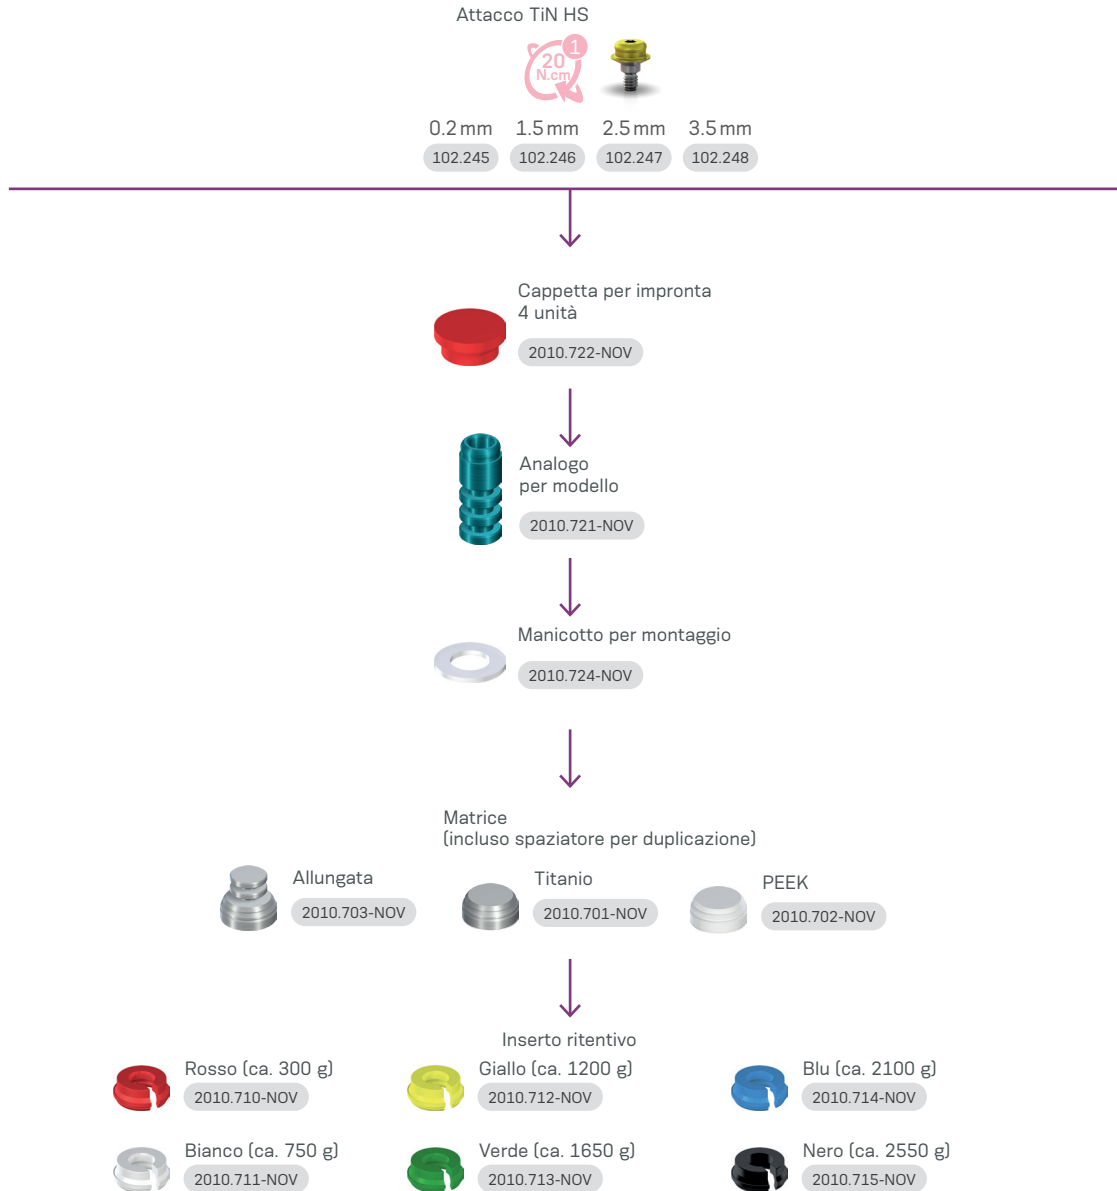 Attacco TiN HS
1
20
N.cm
0.2 mm 1.5 mm 2.5 mm 3.5 mm
102.245 102.246 102.247 102.248
Cappetta per impronta
4 unità
2010.722-NOV
Analogo
per modello
2010.721-NOV
Manicotto per montaggio
2010.724-NOV
Matrice
(incluso spaziatore per duplicazione)
Allungata Titanio PEEK
2010.703-NOV 2010.701-NOV 2010.702-NOV
Inserto ritentivo
Rosso (ca. 300 g) Giallo (ca. 1200 g) Blu (ca. 2100 g)
2010.710-NOV 2010.712-NOV 2010.714-NOV
Bianco (ca. 750 g) Verde (ca. 1650 g) Nero (ca. 2550 g)
2010.711-NOV 2010.713-NOV 2010.715-NOV